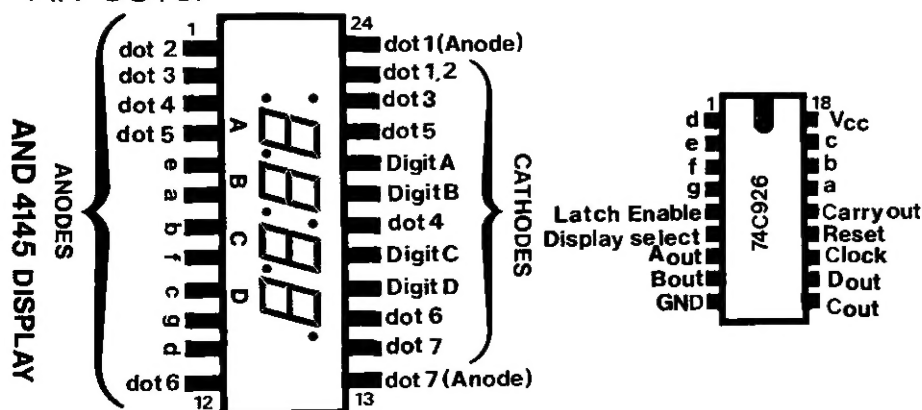 1
dot 2
dot 3
dot 4
dot 5
e
a
b
f
c
g
d
dot 6
12
AND 4145 DISPLAY
ANODES
A
B
C
D
24
dot 1 (Anode)
dot 1,2
dot 3
dot 5
Digit A
Digit B
dot 4
Digit C
Digit D
dot 6
dot 7
dot 7 (Anode)
13
CATHODES
1
d
e
f
g
Latch Enable
Display select
Aout
Bout
GND
74C926
18
Vcc
c
b
a
Carry out
Reset
Clock
Dout
Cout